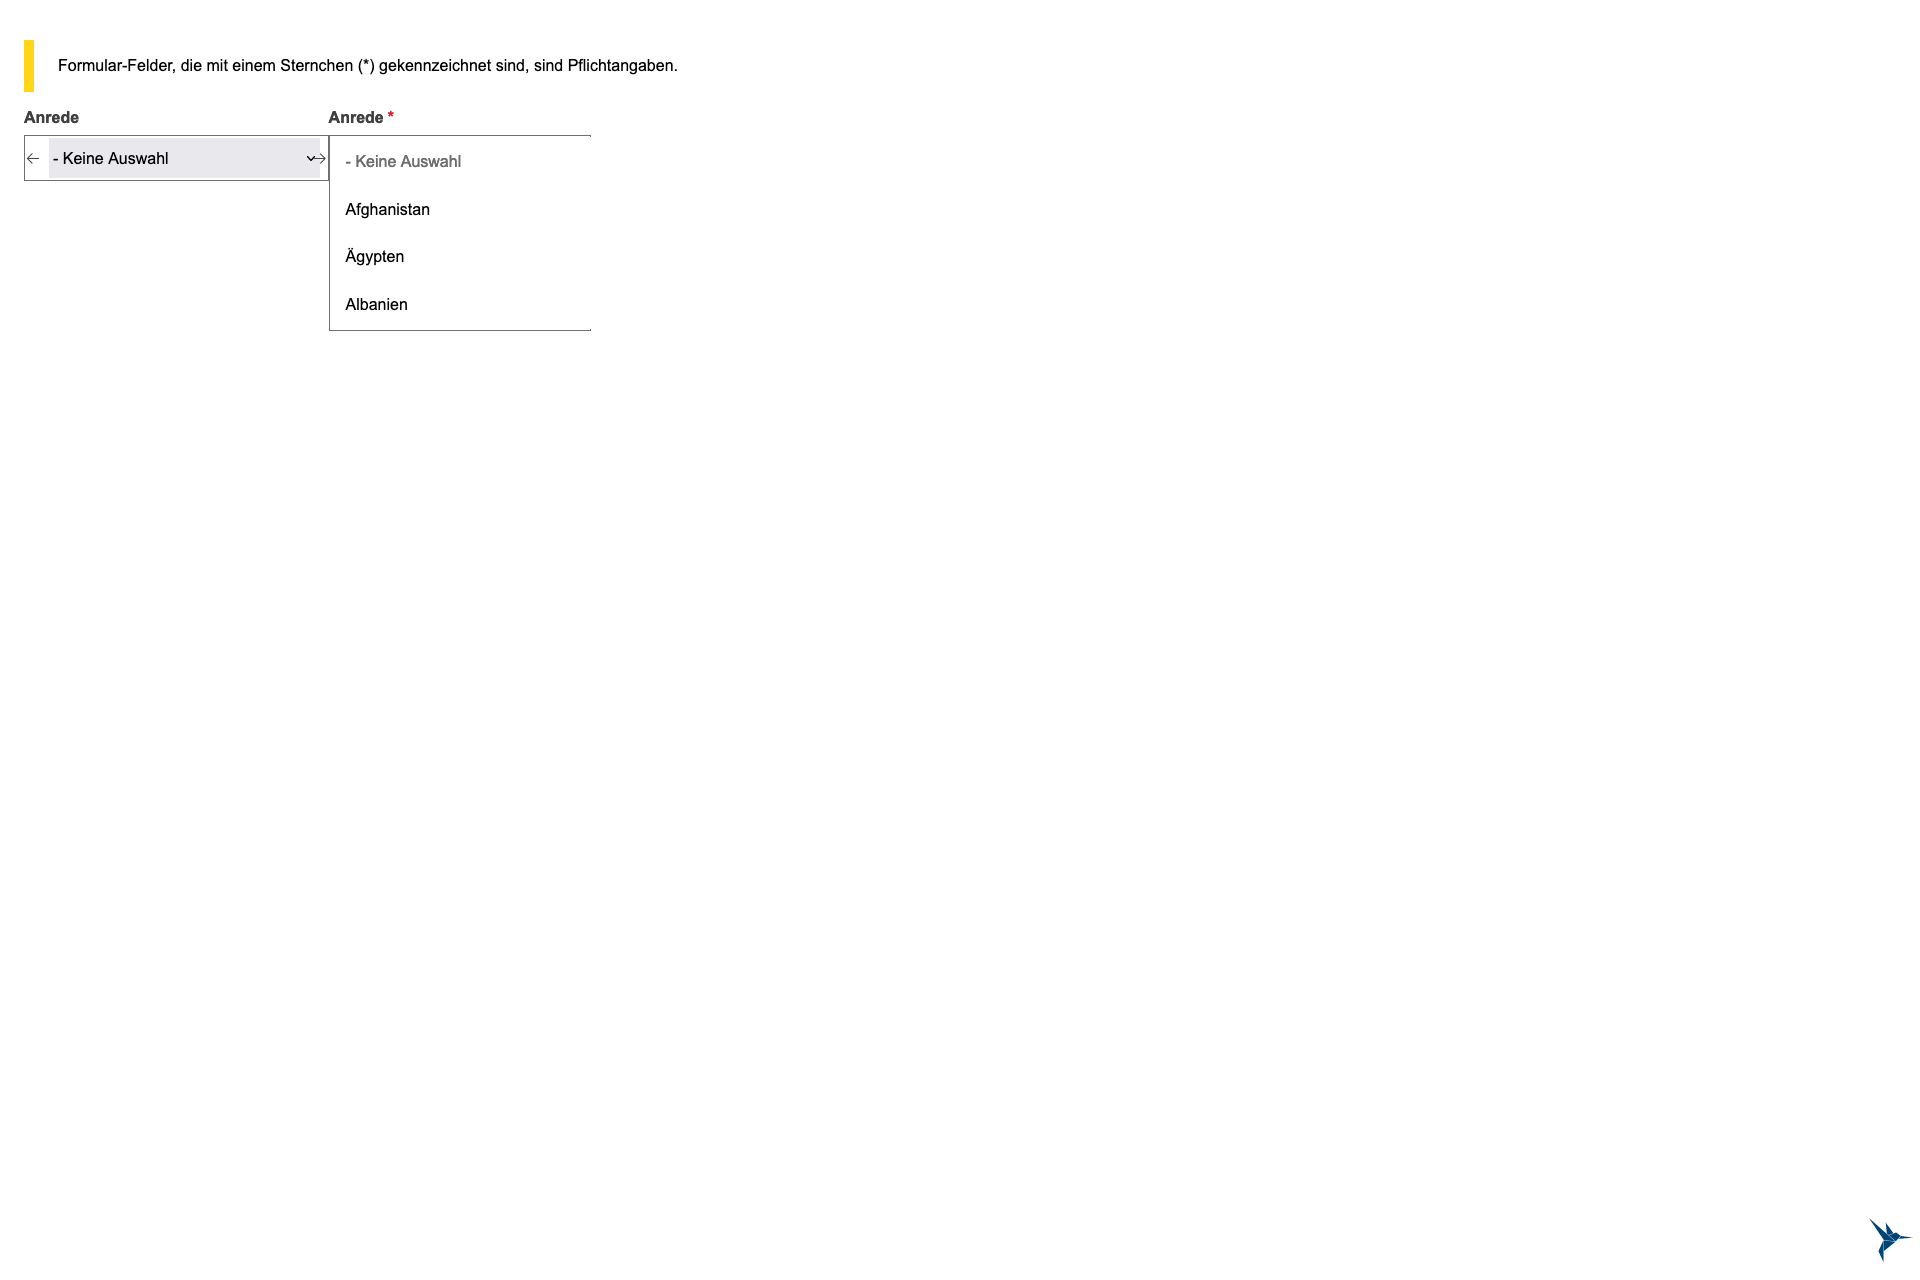 Formular-Felder, die mit einem Sternchen (*) gekennzeichnet sind, sind Pflichtangaben.
Anrede
- Keine Auswahl
Anrede *
- Keine Auswahl
Afghanistan
Ägypten
Albanien